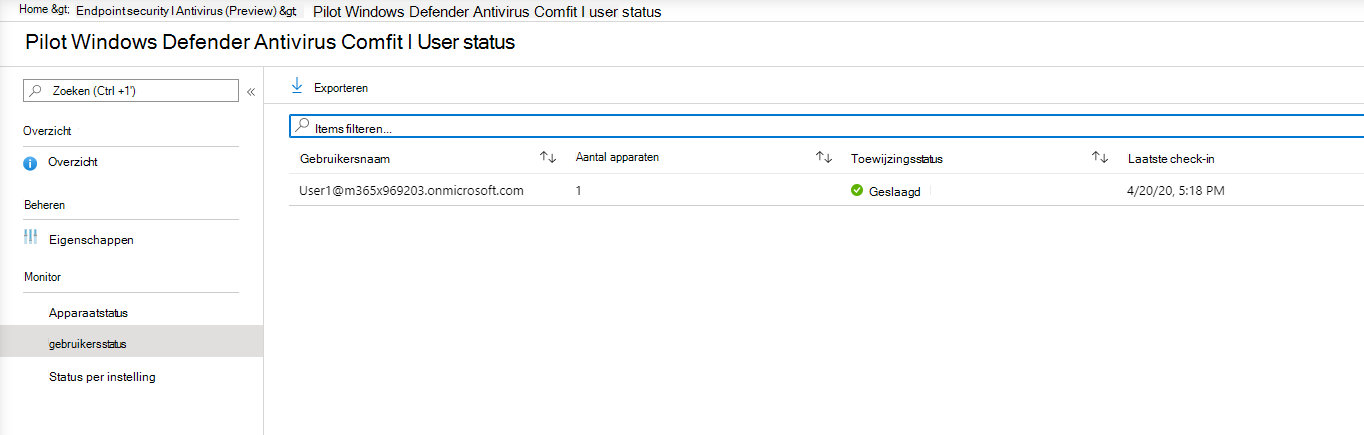 Home &gt; Endpointsecurity I Antivirus (Preview) &gt; Pilot Windows Defender Antivirus Comfit I user status
Pilot Windows Defender Antivirus Comfit I User status
Zoeken (Ctrl +1') «
Exporteren
Items filteren...
Overzicht
Overzicht
Beheren
Eigenschappen
Monitor
Apparaatstatus
gebruikersstatus
Status per instelling
Gebruikersnaam Aantal apparaten Toewijzingsstatus Laatste check-in
User1@m365x969203.onmicrosoft.com 1 Geslaagd 4/20/20, 5:18 PM